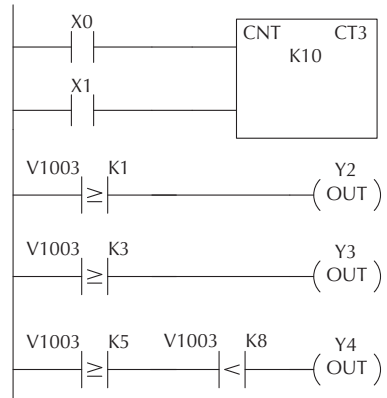 X0
CNT CT3
K10
X1
V1003 K1 Y2
≥ OUT
V1003 K3 Y3
≥ OUT
V1003 K5 V1003 K8 Y4
≥ < OUT